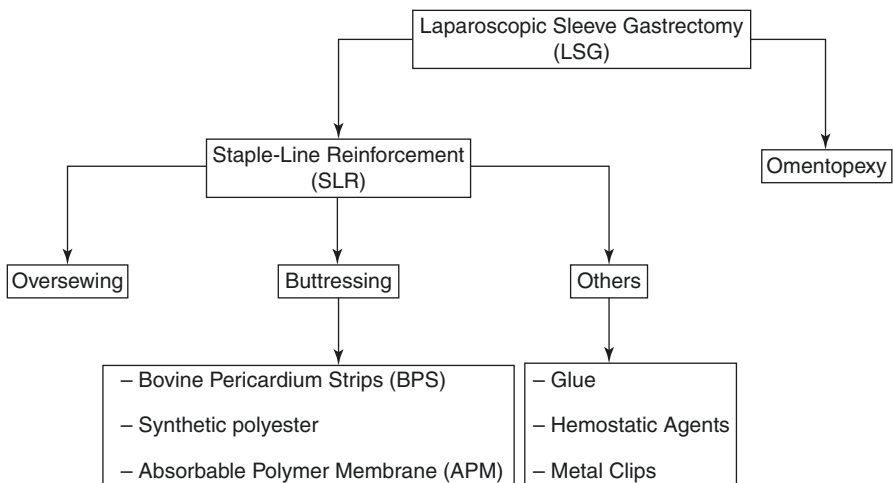 Laparoscopic Sleeve Gastrectomy
(LSG)
Staple-Line Reinforcement
(SLR)
Omentopexy
Oversewing
Buttressing
Others
– Bovine Pericardium Strips (BPS)
– Synthetic polyester
– Absorbable Polymer Membrane (APM)
– Glue
– Hemostatic Agents
– Metal Clips